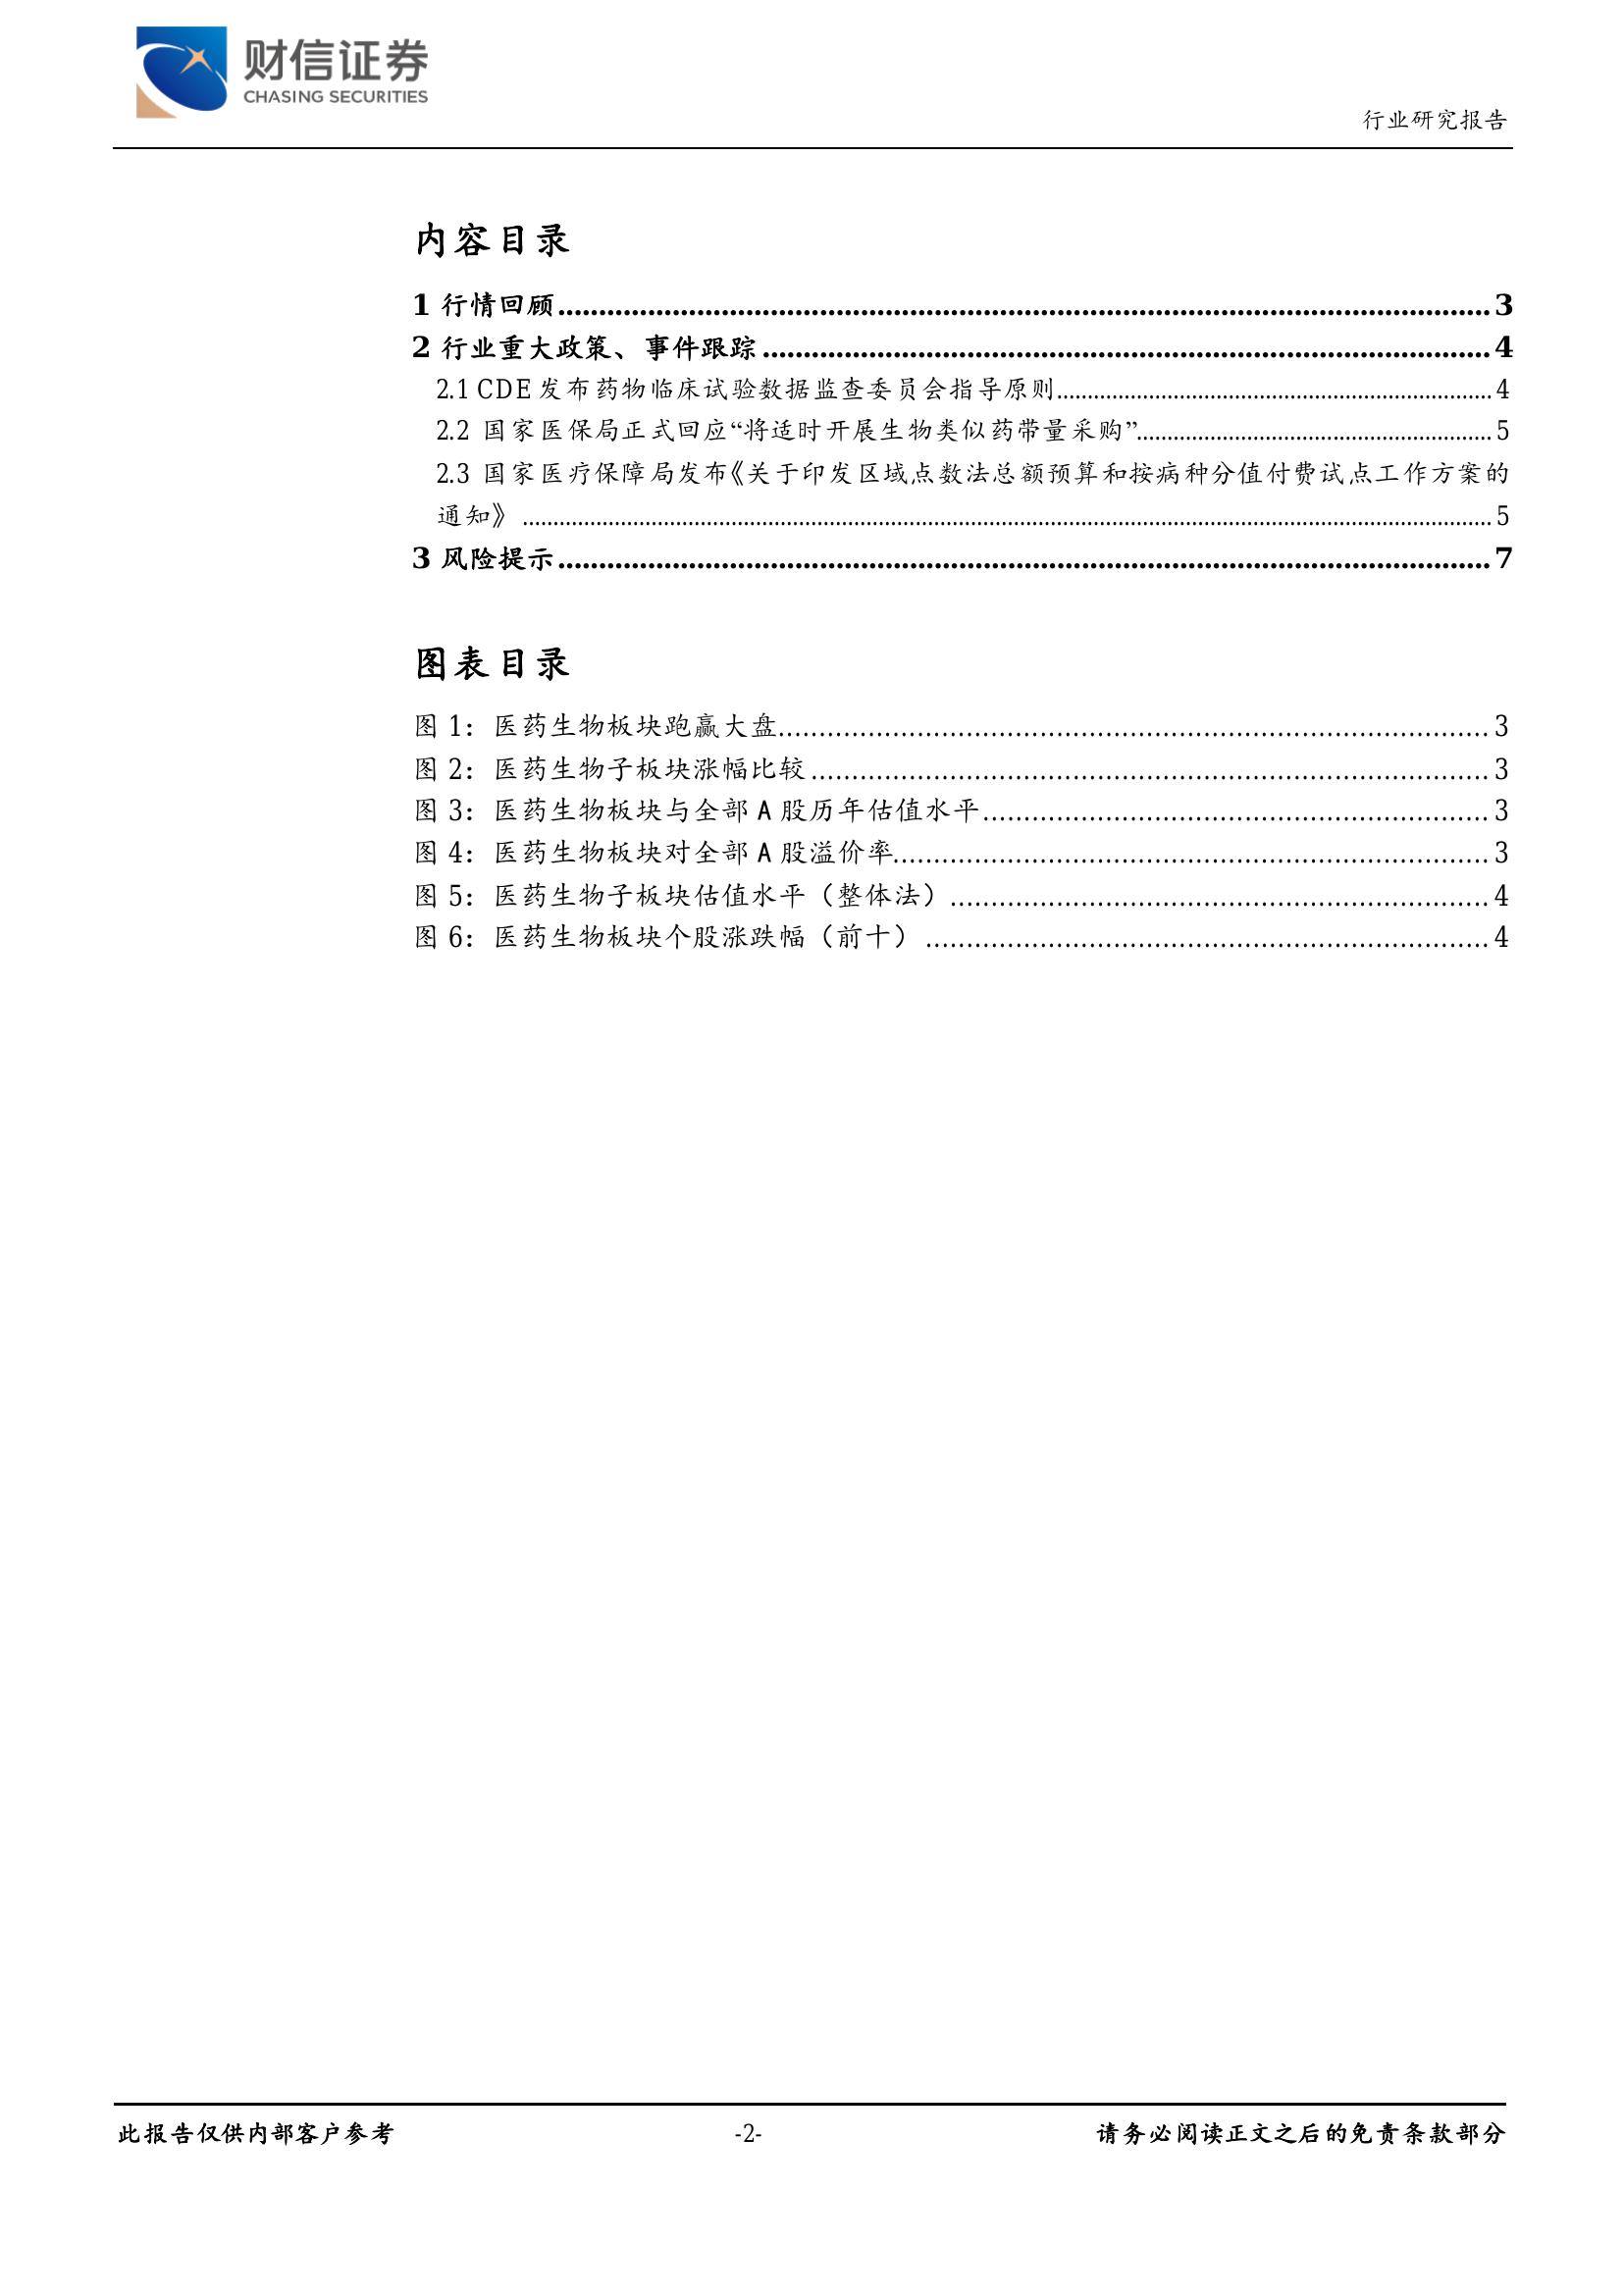 财信证券
CHASING SECURITIES
行业研究报告
内容目录
1 行情回顾........................................................................3
2 行业重大政策、事件跟踪........................................................................4
2.1 CDE 发布药物临床试验数据监查委员会指导原则........................................................................4
2.2 国家医保局正式回应“将适时开展生物类似药带量采购”........................................................................5
2.3 国家医疗保障局发布《关于印发区域点数法总额预算和按病种分值付费试点工作方案的
通知》........................................................................5
3 风险提示........................................................................7
图表目录
图 1：医药生物板块跑赢大盘........................................................................3
图 2：医药生物子板块涨幅比较........................................................................3
图 3：医药生物板块与全部 A 股历年估值水平........................................................................3
图 4：医药生物板块对全部 A 股溢价率........................................................................3
图 5：医药生物子板块估值水平（整体法）........................................................................4
图 6：医药生物板块个股涨跌幅（前十）........................................................................4
此报告仅供内部客户参考
-2-
请务必阅读正文之后的免责条款部分